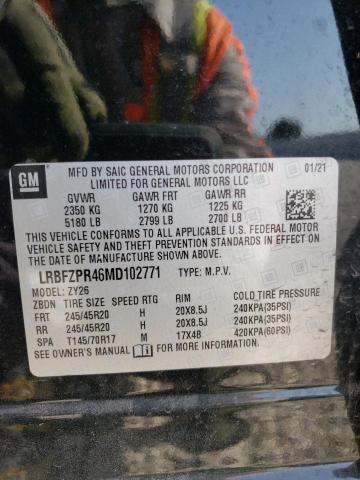 GM
MFD BY SAIC GENERAL MOTORS CORPORATION 01/21
LIMITED FOR GENERAL MOTORS LLC
GVWR GAWR FRT GAWR RR
2350 KG 1270 KG 1225 KG
5180 LB 2799 LB 2700 LB
THIS VEHICLE CONFORMS TO ALL APPLICABLE U.S. FEDERAL MOTOR
VEHICLE SAFETY, BUMPER, AND THEFT PREVENTION STANDARDS IN EFFECT ON
THE DATE OF MANUFACTURE SHOWN ABOVE.
LRBFZPR46MD102771 TYPE: M.P.V.
MODEL: ZY26
ZBDN TIRE SIZE SPEED RTG RIM COLD TIRE PRESSURE
FRT 245/45R20 H 20X8.5J 240KPA(35PSI)
RR 245/45R20 H 20X8.5J 240KPA(35PSI)
SPA T145/70R17 M 17X4B 420KPA(60PSI)
SEE OWNER'S MANUAL FOR MORE INFORMATION.